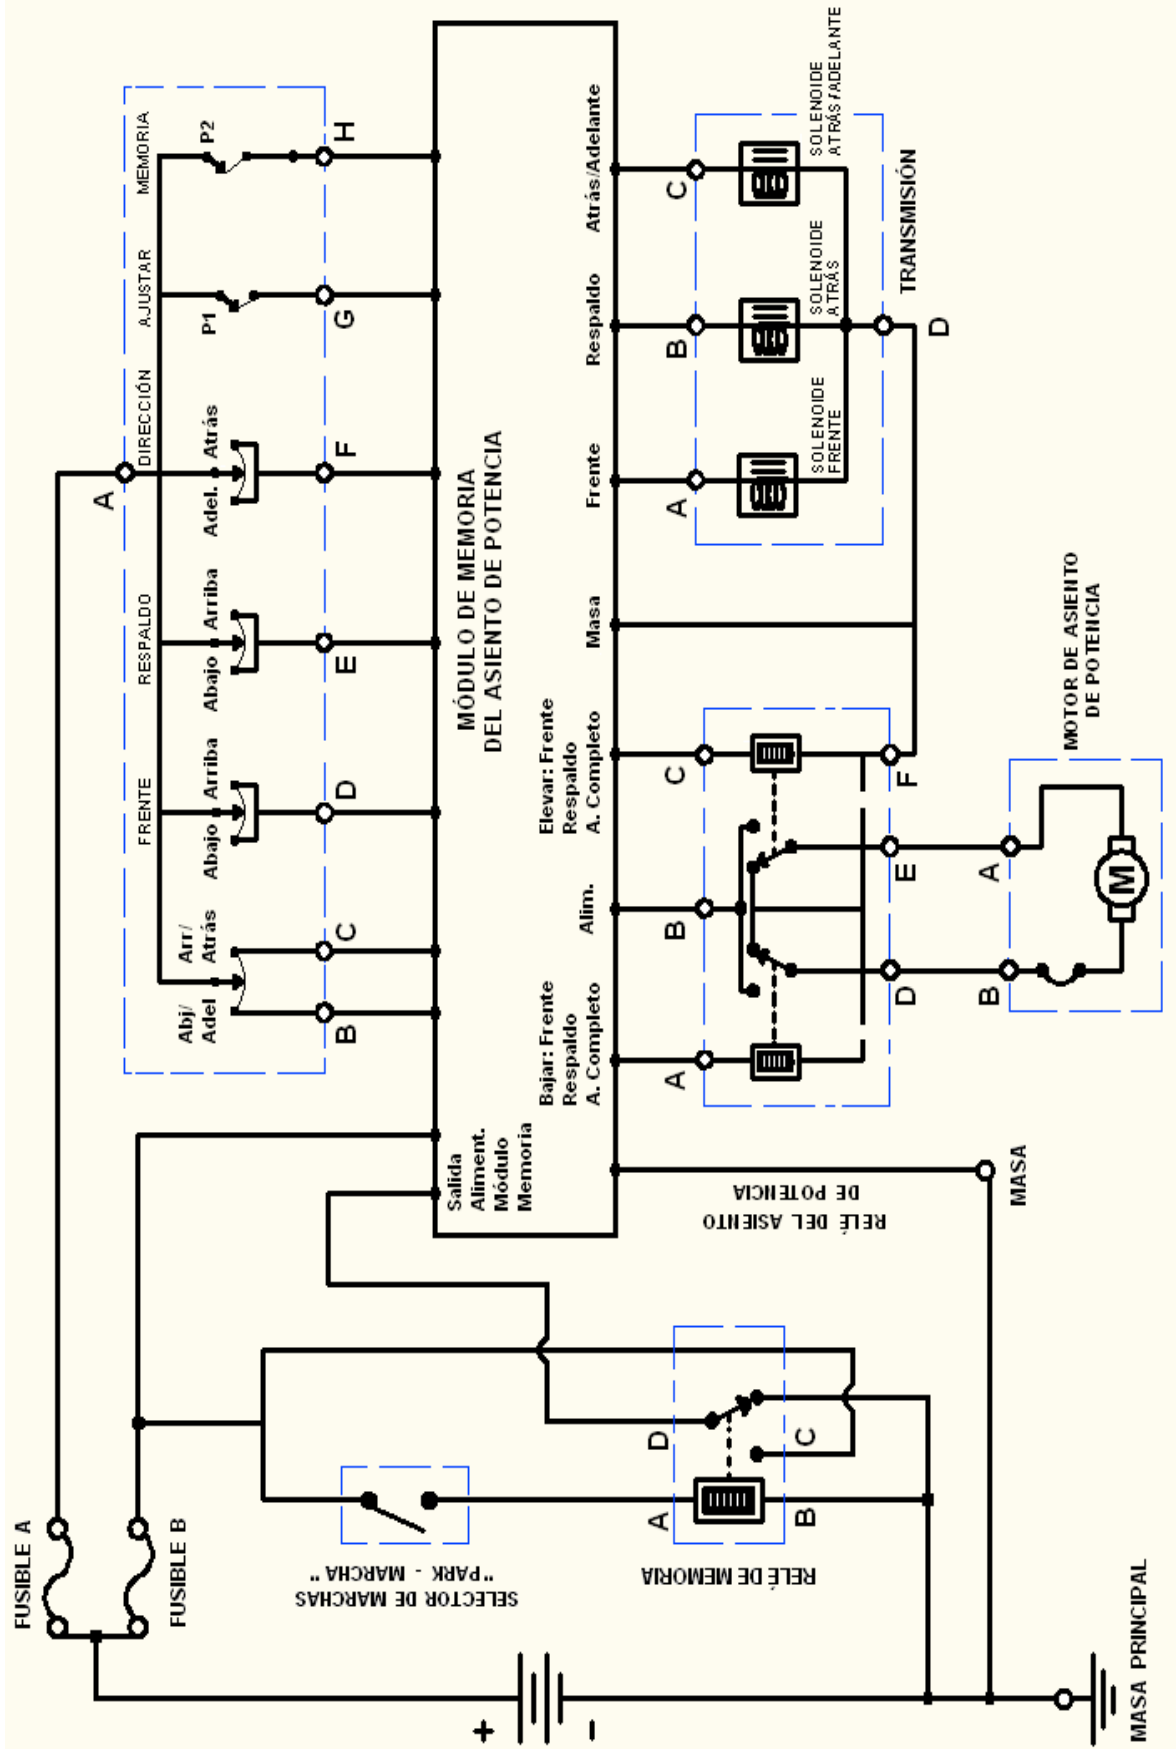 FUSIBLE A
FUSIBLE B
+
-
MASA PRINCIPAL
SELECTOR DE MARCHAS
"PARK - MARCHA"
RELÉ DE MEMORIA
A
B
C
D
MASA
RELÉ DEL ASIENTO
DE POTENCIA
Salida
Aliment.
Módulo
Memoria
MÓDULO DE MEMORIA
DEL ASIENTO DE POTENCIA
A
FRENTE
RESPALDO
DIRECCIÓN
AJUSTAR
MEMORIA
Abj/
Adel
Arr/
Atrás
Abajo
Arriba
Abajo
Arriba
Adel.
Atrás
P1
P2
B
C
D
E
F
G
H
Bajar: Frente
Respaldo
A. Completo
Alim.
Elevar: Frente
Respaldo
A. Completo
Masa
Frente
Respaldo
Atrás/Adelante
A
B
C
D
E
F
A
B
C
SOLENOIDE
FRENTE
SOLENOIDE
ATRÁS
SOLENOIDE
ATRÁS /ADELANTE
D
TRANSMISIÓN
B
A
M
MOTOR DE ASIENTO
DE POTENCIA